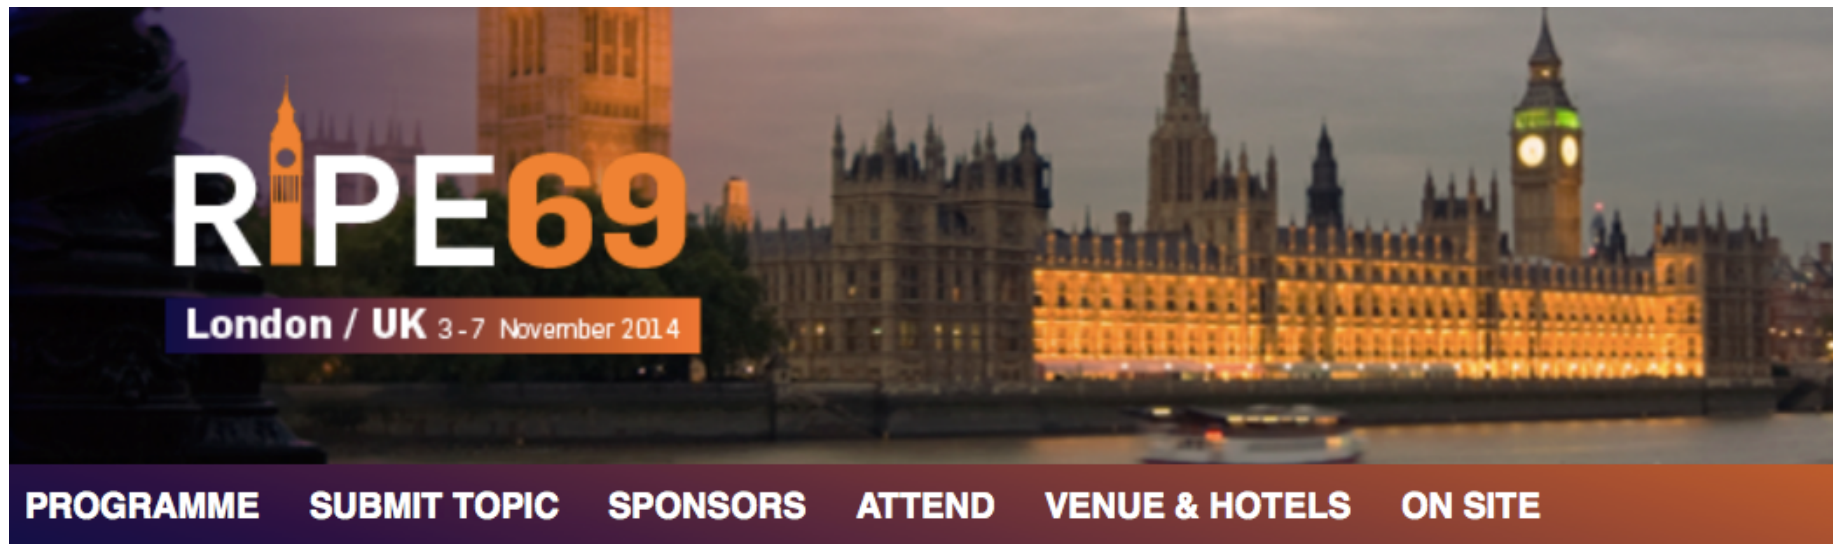 RIPE69
London / UK 3-7 November 2014
PROGRAMME SUBMIT TOPIC SPONSORS ATTEND VENUE & HOTELS ON SITE